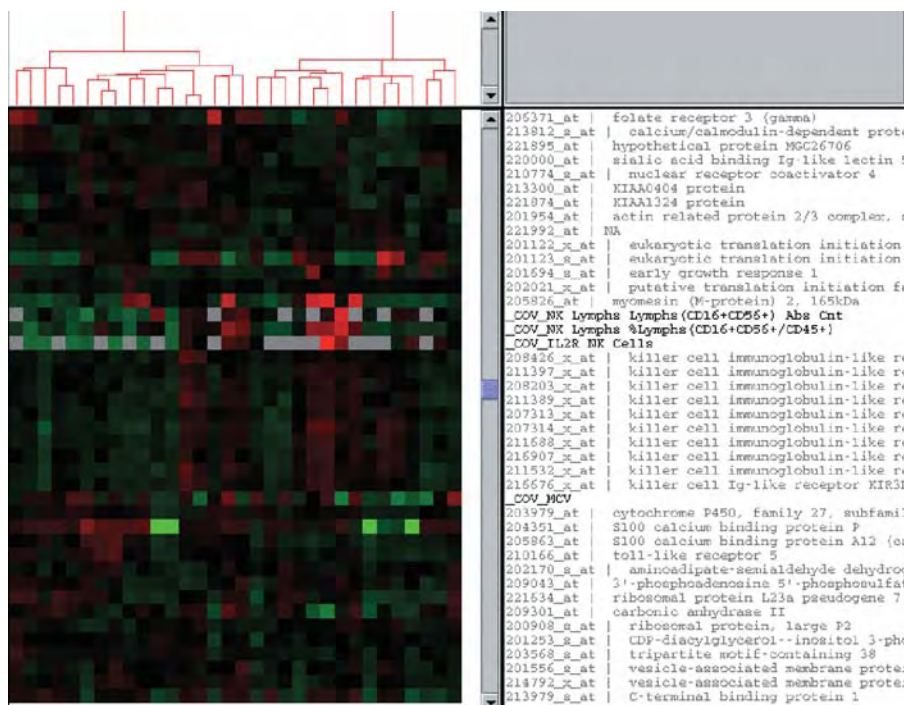 206371_at | folate receptor 3 (gamma)
213812_s_at | calcium/calmodulin-dependent prote
221895_at | hypothetical protein MGC26706
220000_at | sialic acid binding Ig-like lectin 5
210774_s_at | nuclear receptor coactivator 4
213300_at | KIAA0404 protein
221874_at | KIAA1324 protein
201954_at | actin related protein 2/3 complex, s
221992_at | NA
201122_x_at | eukaryotic translation initiation
201123_s_at | eukaryotic translation initiation
201694_s_at | early growth response 1
202021_x_at | putative translation initiation fa
205826_at | myomesin (M-protein) 2, 165kDa
_COV_NK Lymphs Lymphs(CD16+CD56+) Abs Cnt
_COV_NK Lymphs %Lymphs(CD16+CD56+/CD45+)
_COV_IL2R NK Cells
208426_x_at | killer cell immunoglobulin-like re
211397_x_at | killer cell immunoglobulin-like re
208203_x_at | killer cell immunoglobulin-like re
211389_x_at | killer cell immunoglobulin-like re
207313_x_at | killer cell immunoglobulin-like re
207314_x_at | killer cell immunoglobulin-like re
211688_x_at | killer cell immunoglobulin-like re
216907_x_at | killer cell immunoglobulin-like re
211532_x_at | killer cell immunoglobulin-like re
216676_x_at | killer cell Ig-like receptor KIR3D
_COV_MCV
203979_at | cytochrome P450, family 27, subfamil
204351_at | S100 calcium binding protein P
205863_at | S100 calcium binding protein A12 (ca
210166_at | toll-like receptor 5
202170_s_at | aminoadipate-semialdehyde dehydrog
209043_at | 3'-phosphoadenosine 5'-phosphosulfat
221634_at | ribosomal protein L23a pseudogene 7
209301_at | carbonic anhydrase II
200908_s_at | ribosomal protein, large P2
201253_s_at | CDP-diacylglycerol--inositol 3-pho
203568_s_at | tripartite motif-containing 38
201556_s_at | vesicle-associated membrane protei
214792_x_at | vesicle-associated membrane protei
213979_s_at | C-terminal binding protein 1